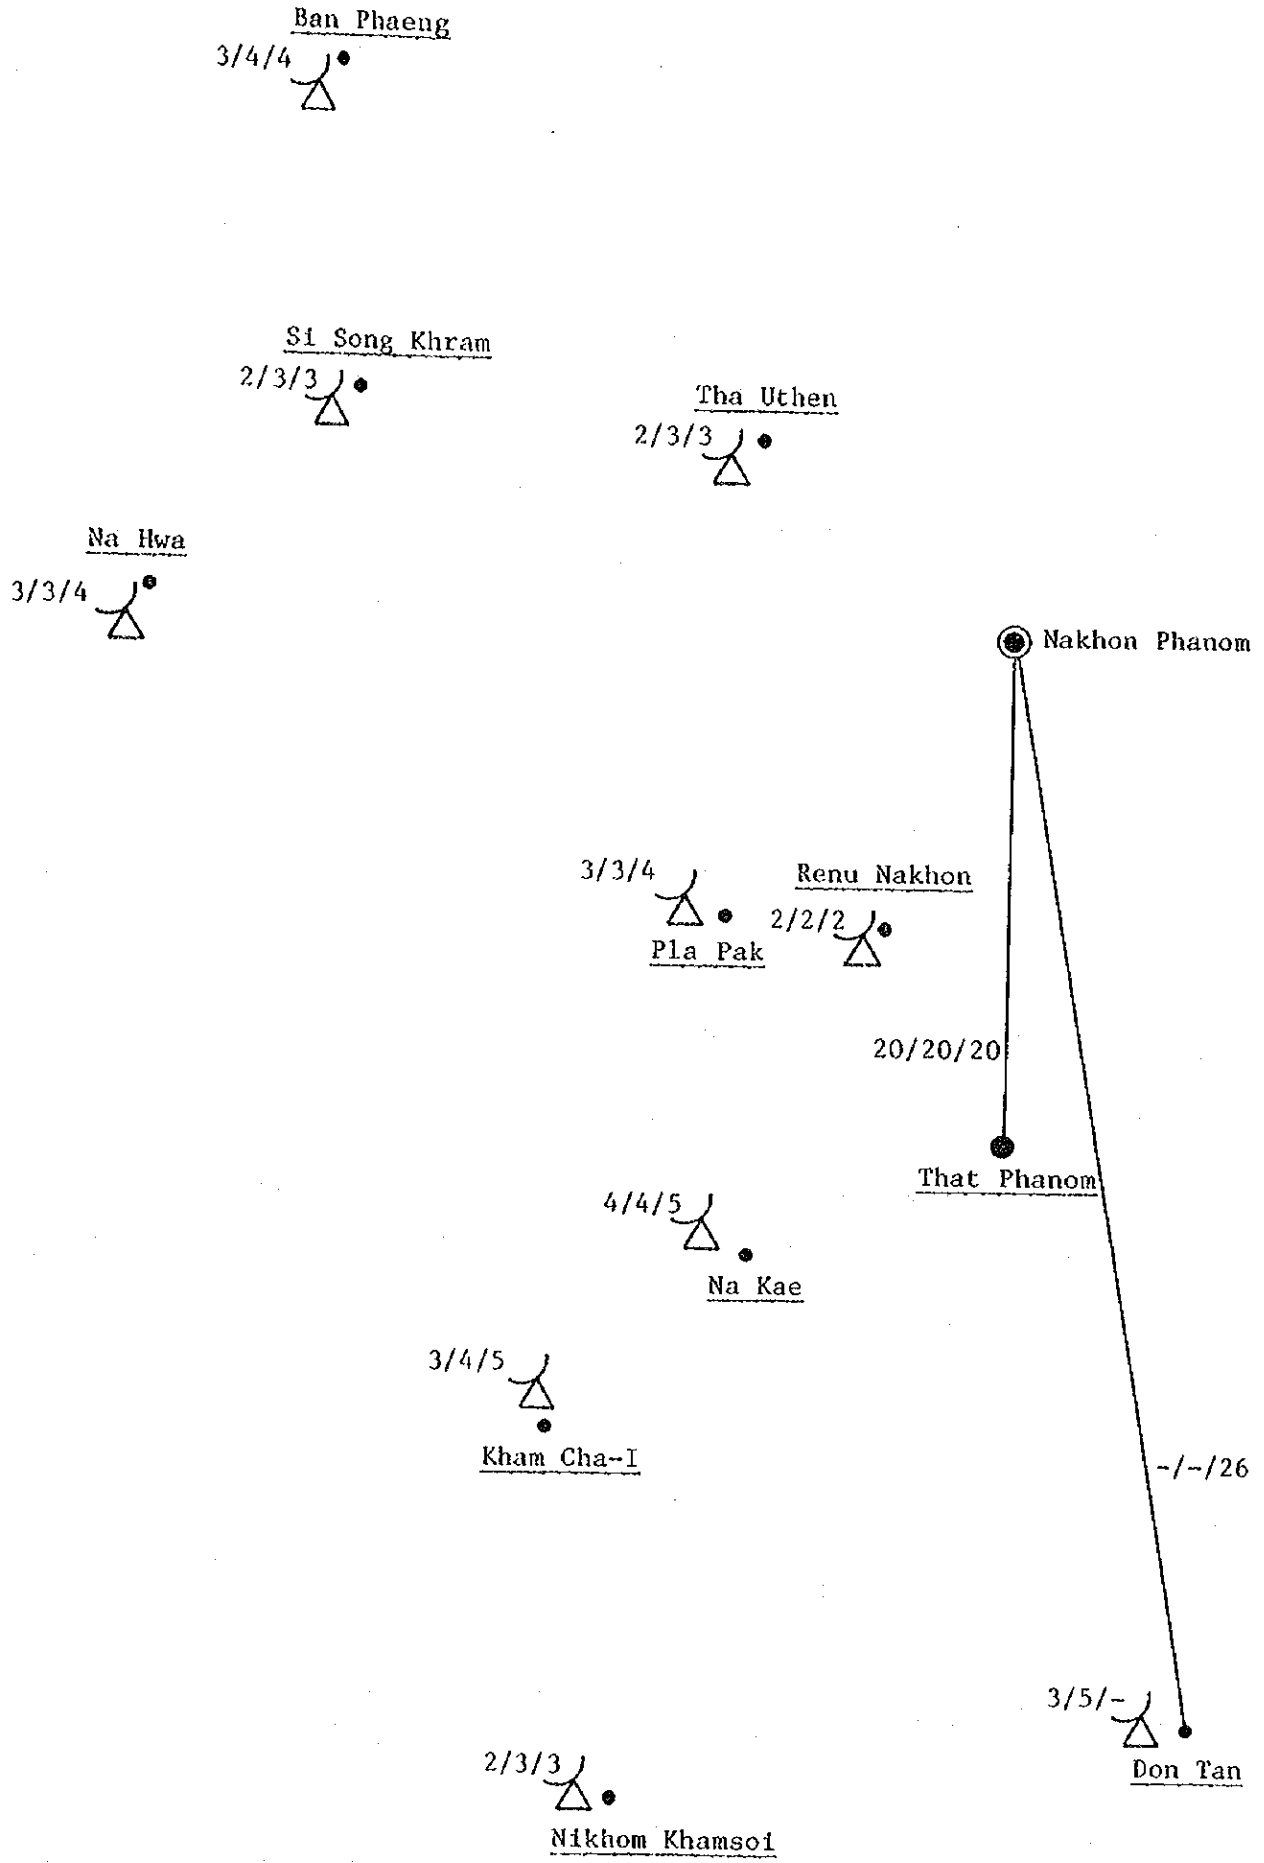 Ban Phaeng
3/4/4
Si Song Khram
2/3/3
Tha Uthen
2/3/3
Na Hwa
3/3/4
Nakhon Phanom
3/3/4
Pla Pak
Renu Nakhon
2/2/2
20/20/20
That Phanom
4/4/5
Na Kae
3/4/5
Kham Cha-I
-/-/26
3/5/-
Don Tan
2/3/3
Nikhom Khamsoi